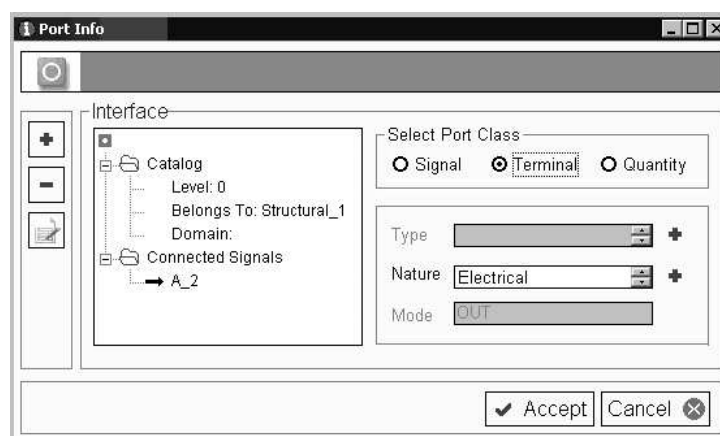 Port Info
Interface
Catalog
Level: 0
Belongs To: Structural_1
Domain:
Connected Signals
A_2
Select Port Class
Signal Terminal Quantity
Type
Nature Electrical
Mode OUT
Accept Cancel